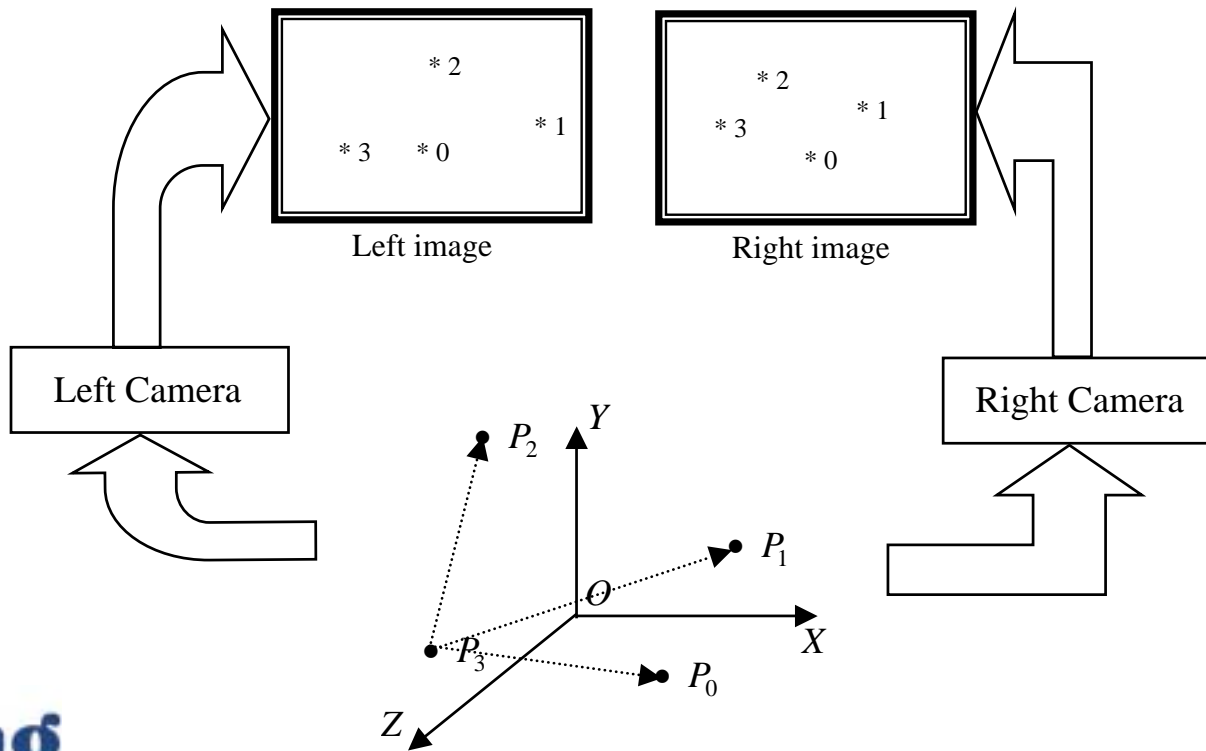 * 2
* 1
* 3
* 0
Left image
* 2
* 1
* 3
* 0
Right image
Left Camera
Right Camera
Y
P2
P1
O
X
P3
P0
Z